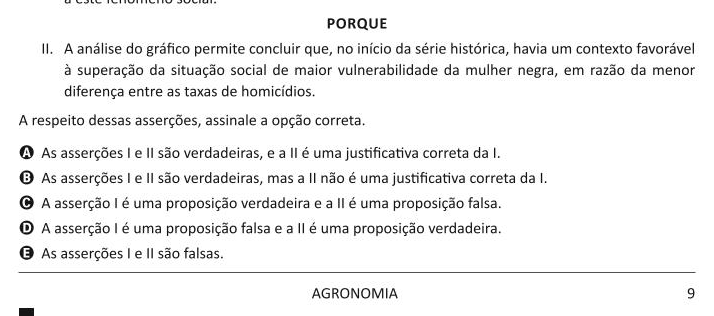 a este fenômeno social.
PORQUE
II. A análise do gráfico permite concluir que, no início da série histórica, havia um contexto favorável
à superação da situação social de maior vulnerabilidade da mulher negra, em razão da menor
diferença entre as taxas de homicídios.
A respeito dessas asserções, assinale a opção correta.
A As asserções I e II são verdadeiras, e a II é uma justificativa correta da I.
B As asserções I e II são verdadeiras, mas a II não é uma justificativa correta da I.
C A asserção I é uma proposição verdadeira e a II é uma proposição falsa.
D A asserção I é uma proposição falsa e a II é uma proposição verdadeira.
E As asserções I e II são falsas.
AGRONOMIA 9